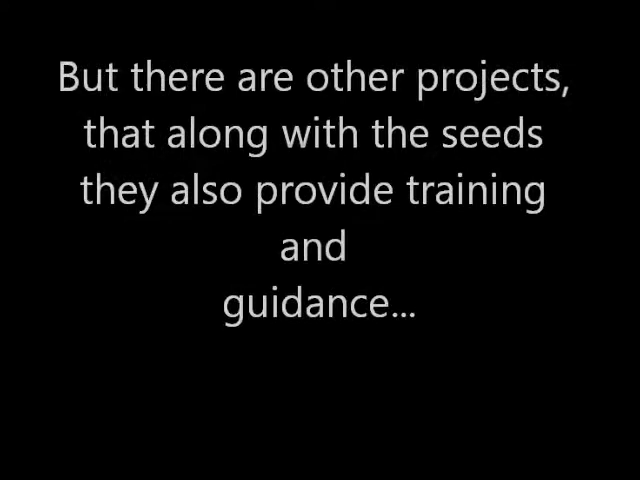 But there are other projects,
that along with the seeds
they also provide training
and
guidance...